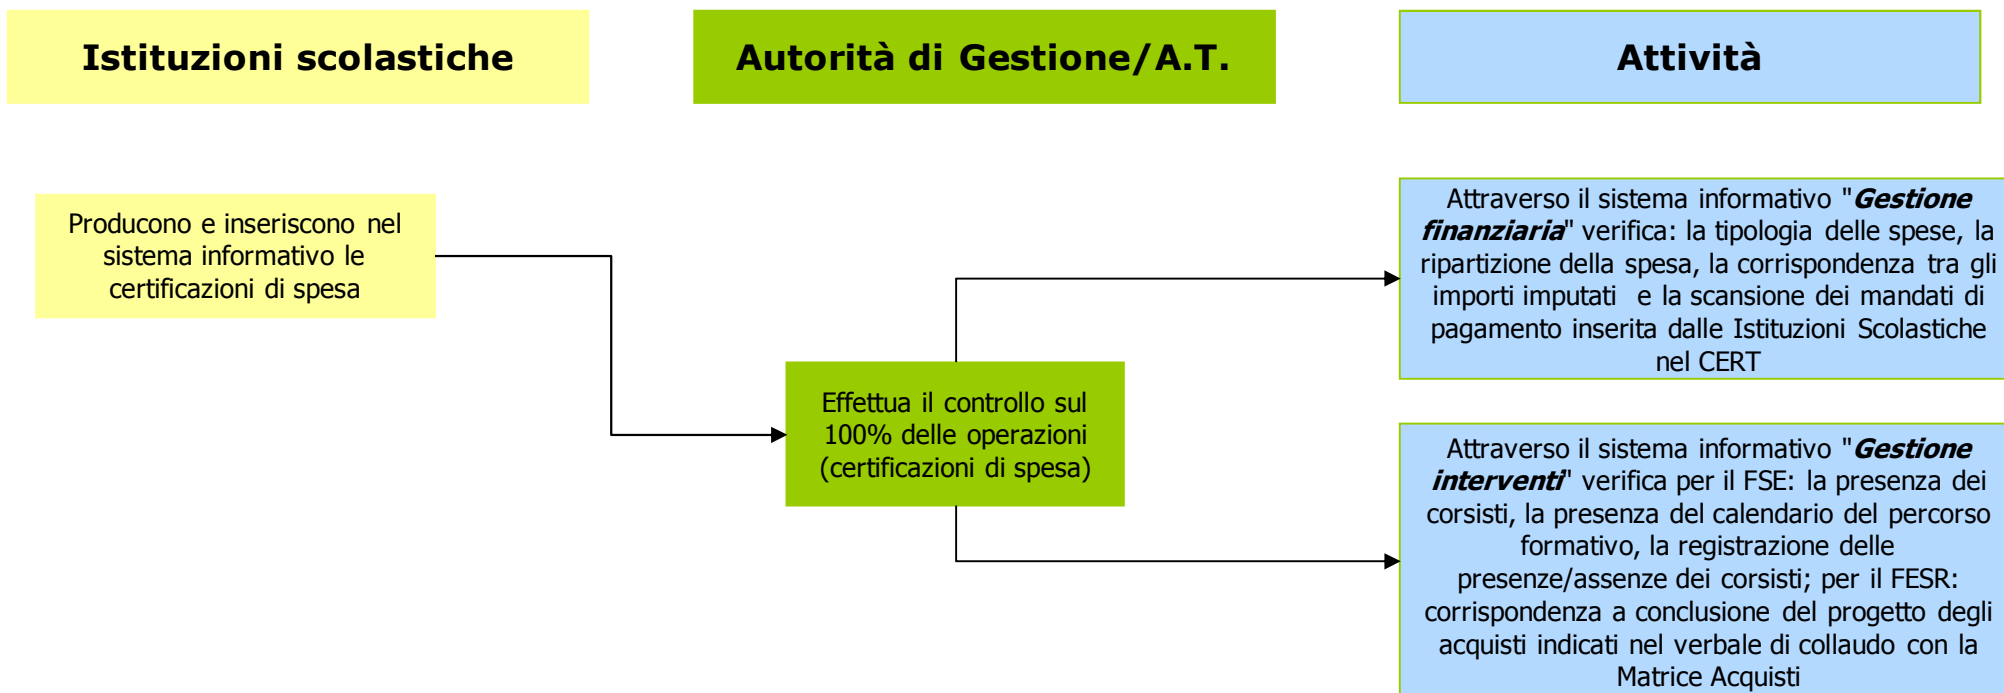 Istituzioni scolastiche
Autorità di Gestione/A.T.
Attività
Producono e inseriscono nel
sistema informativo le
certificazioni di spesa
Effettua il controllo sul
100% delle operazioni
(certificazioni di spesa)
Attraverso il sistema informativo "Gestione
finanziaria" verifica: la tipologia delle spese, la
ripartizione della spesa, la corrispondenza tra gli
importi imputati e la scansione dei mandati di
pagamento inserita dalle Istituzioni Scolastiche
nel CERT
Attraverso il sistema informativo "Gestione
interventi" verifica per il FSE: la presenza dei
corsisti, la presenza del calendario del percorso
formativo, la registrazione delle
presenze/assenze dei corsisti; per il FESR:
corrispondenza a conclusione del progetto degli
acquisti indicati nel verbale di collaudo con la
Matrice Acquisti